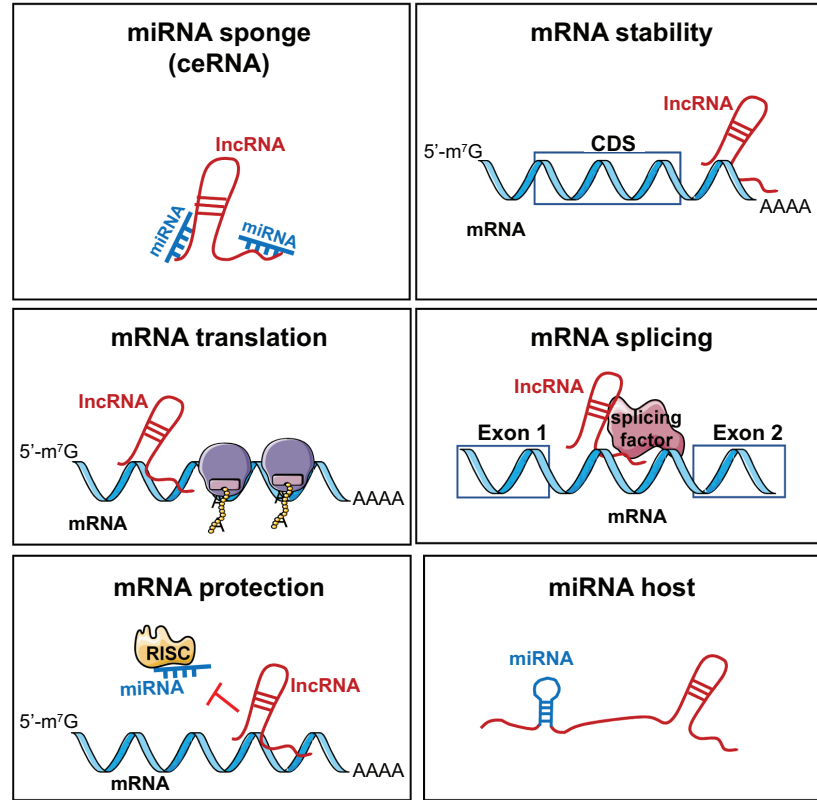 miRNA sponge
(ceRNA)
lncRNA
miRNA
miRNA
mRNA stability
lncRNA
CDS
5’-m⁷G
AAAA
mRNA
mRNA translation
lncRNA
5’-m⁷G
AAAA
mRNA
A
A
A
A
mRNA splicing
lncRNA
splicing
factor
Exon 1
Exon 2
mRNA
mRNA protection
RISC
miRNA
lncRNA
5’-m⁷G
AAAA
mRNA
miRNA host
miRNA